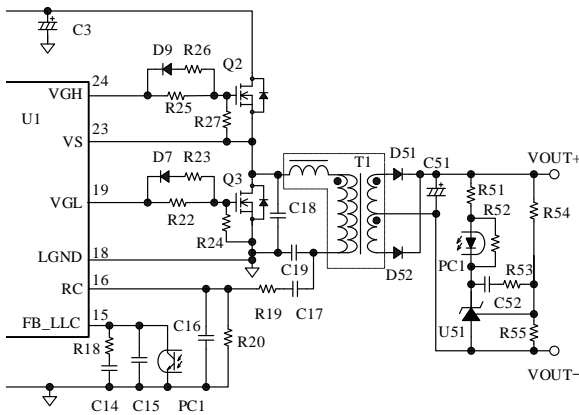 C3
D9 R26
24
Q2
VGH
R25
U1
R27
23
VS
D7 R23
T1
D51
C51
VOUT+
19
Q3
VGL
R22
R24
C18
R51
R52
R54
PC1
R53
C52
18
LGND
C19
D52
16
RC
R19
C17
U51
R55
15
FB_LLC
C16
R18
R20
VOUT−
C14
C15
PC1